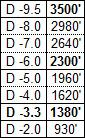 D -9.5 3500'
D -8.0 2980'
D -7.0 2640'
D -6.0 2300'
D -5.0 1960'
D -4.0 1620'
D -3.3 1380'
D -2.0 930'